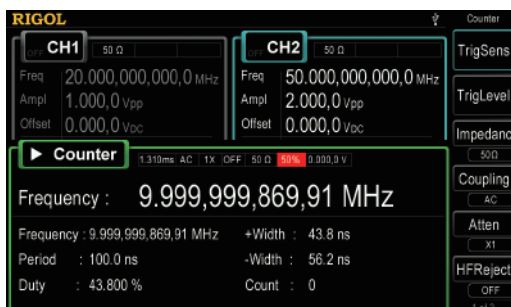 RIGOL
Counter
OFF CH1 50 Ω
Freq 20.000,000,000,0 MHz
Ampl 1.000,0 Vpp
Offset 0.000,0 VDC
OFF CH2 50 Ω
Freq 50.000,000,000,0 MHz
Ampl 2.000,0 Vpp
Offset 0.000,0 VDC
Counter 1.310ms AC 1X OFF 50 Ω 50% 0.000,0 V
Frequency : 9.999,999,869,91 MHz
Frequency : 9.999,999,869,91 MHz +Width : 43.8 ns
Period : 100.0 ns -Width : 56.2 ns
Duty : 43.800 % Count : 0
TrigSens
TrigLevel
Impedanc
50Ω
Coupling
AC
Atten
X1
HFReject
OFF